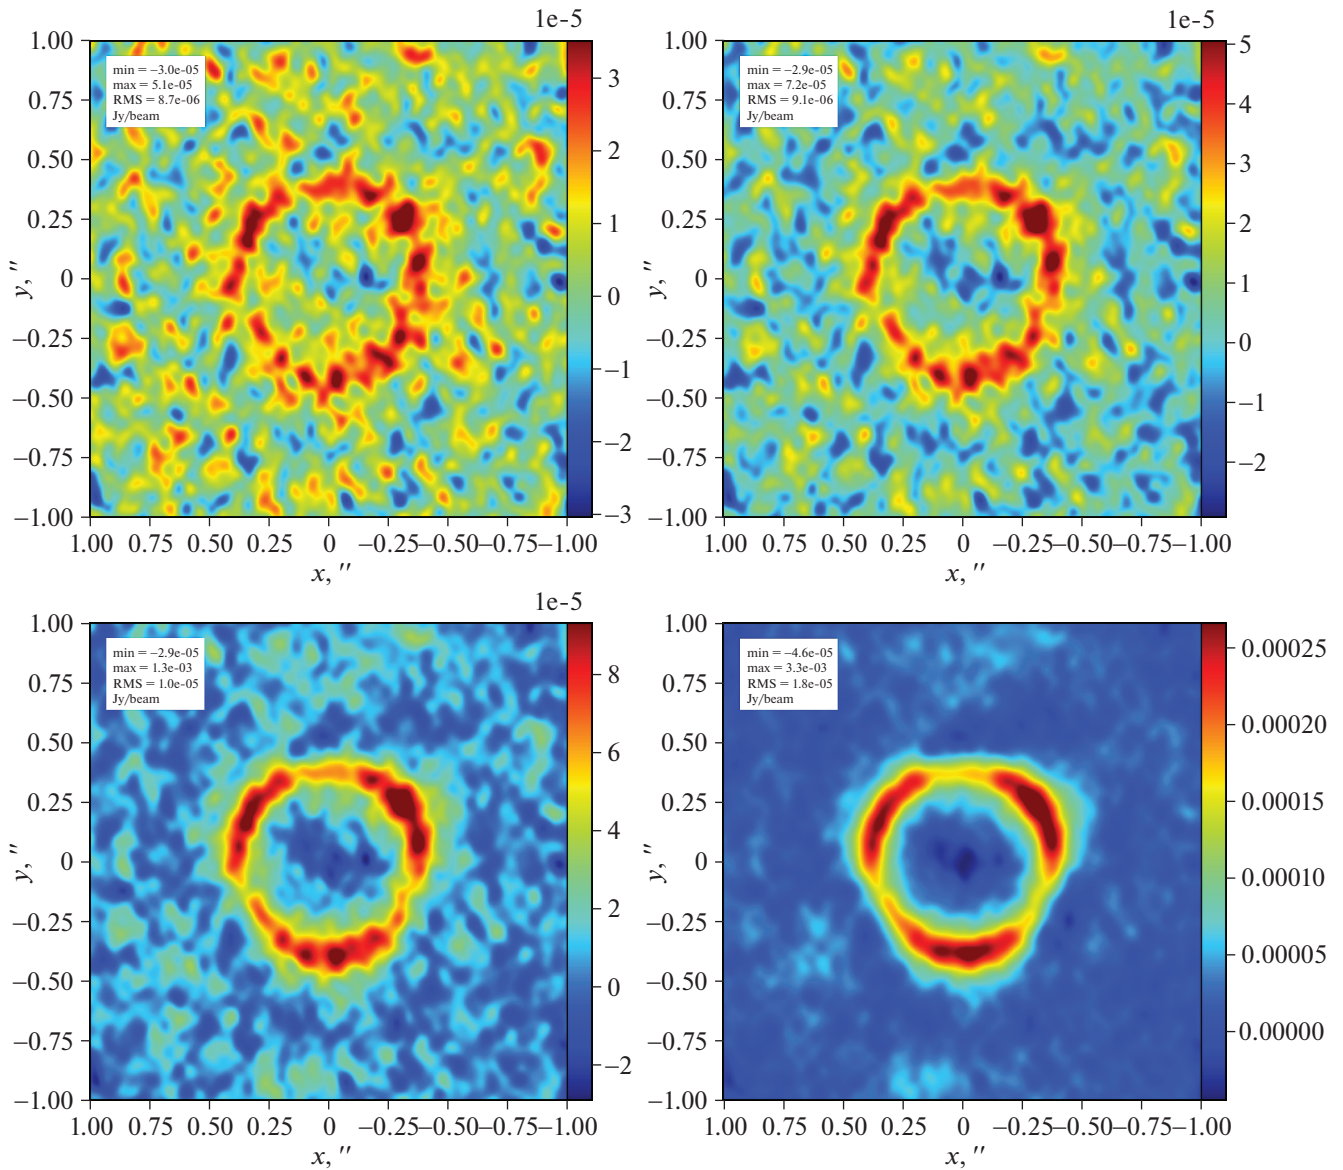 1e-5
1.00
0.75
0.50
0.25
0
−0.25
−0.50
−0.75
−1.00
y, ″
min = −3.0e-05
max = 5.1e-05
RMS = 8.7e-06
Jy/beam
3
2
1
0
−1
−2
−3
1.00 0.75 0.50 0.25 0 −0.25 −0.50 −0.75 −1.00
x, ″
1e-5
1.00
0.75
0.50
0.25
0
−0.25
−0.50
−0.75
−1.00
y, ″
min = −2.9e-05
max = 7.2e-05
RMS = 9.1e-06
Jy/beam
5
4
3
2
1
0
−1
−2
1.00 0.75 0.50 0.25 0 −0.25 −0.50 −0.75 −1.00
x, ″
1e-5
1.00
0.75
0.50
0.25
0
−0.25
−0.50
−0.75
−1.00
y, ″
min = −2.9e-05
max = 1.3e-03
RMS = 1.0e-05
Jy/beam
8
6
4
2
0
−2
1.00 0.75 0.50 0.25 0 −0.25 −0.50 −0.75 −1.00
x, ″
1.00
0.75
0.50
0.25
0
−0.25
−0.50
−0.75
−1.00
y, ″
min = −4.6e-05
max = 3.3e-03
RMS = 1.8e-05
Jy/beam
0.00025
0.00020
0.00015
0.00010
0.00005
0.00000
1.00 0.75 0.50 0.25 0 −0.25 −0.50 −0.75 −1.00
x, ″